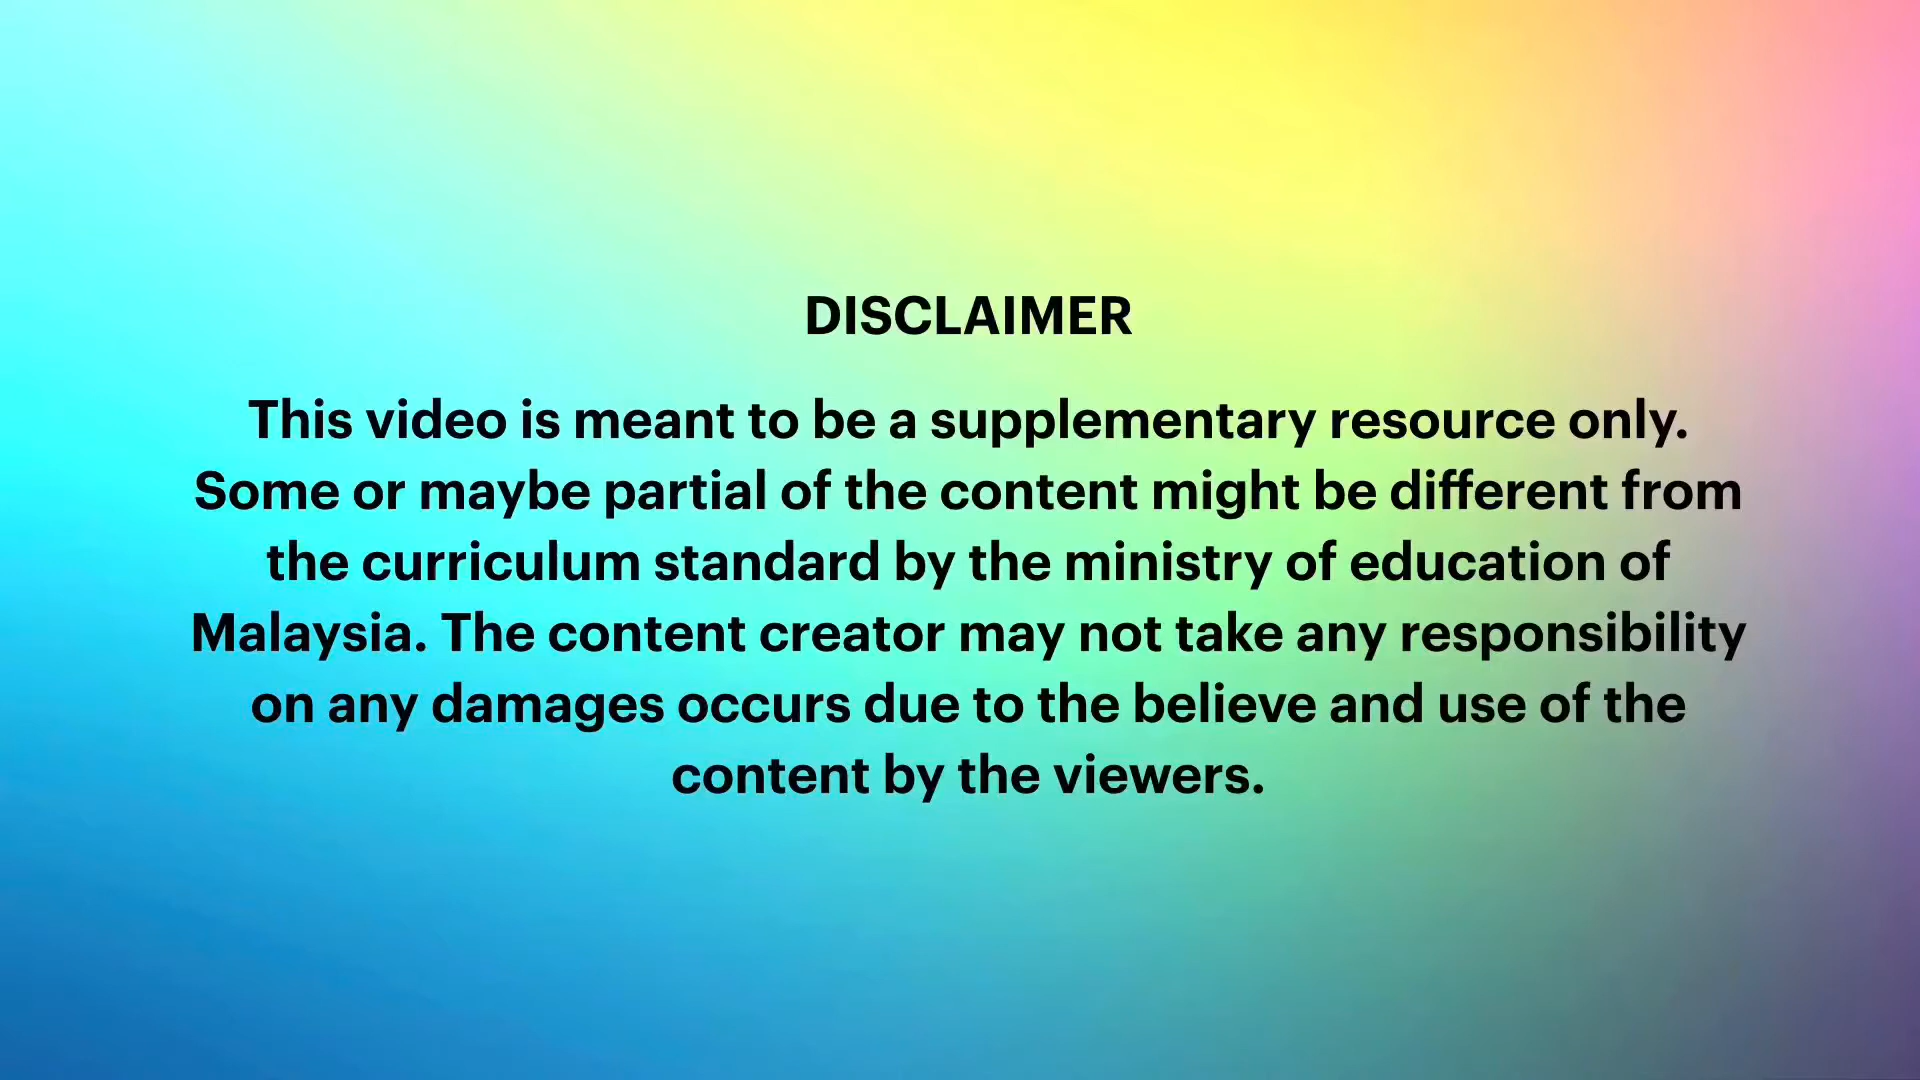 DISCLAIMER
This video is meant to be a supplementary resource only.
Some or maybe partial of the content might be different from
the curriculum standard by the ministry of education of
Malaysia. The content creator may not take any responsibility
on any damages occurs due to the believe and use of the
content by the viewers.